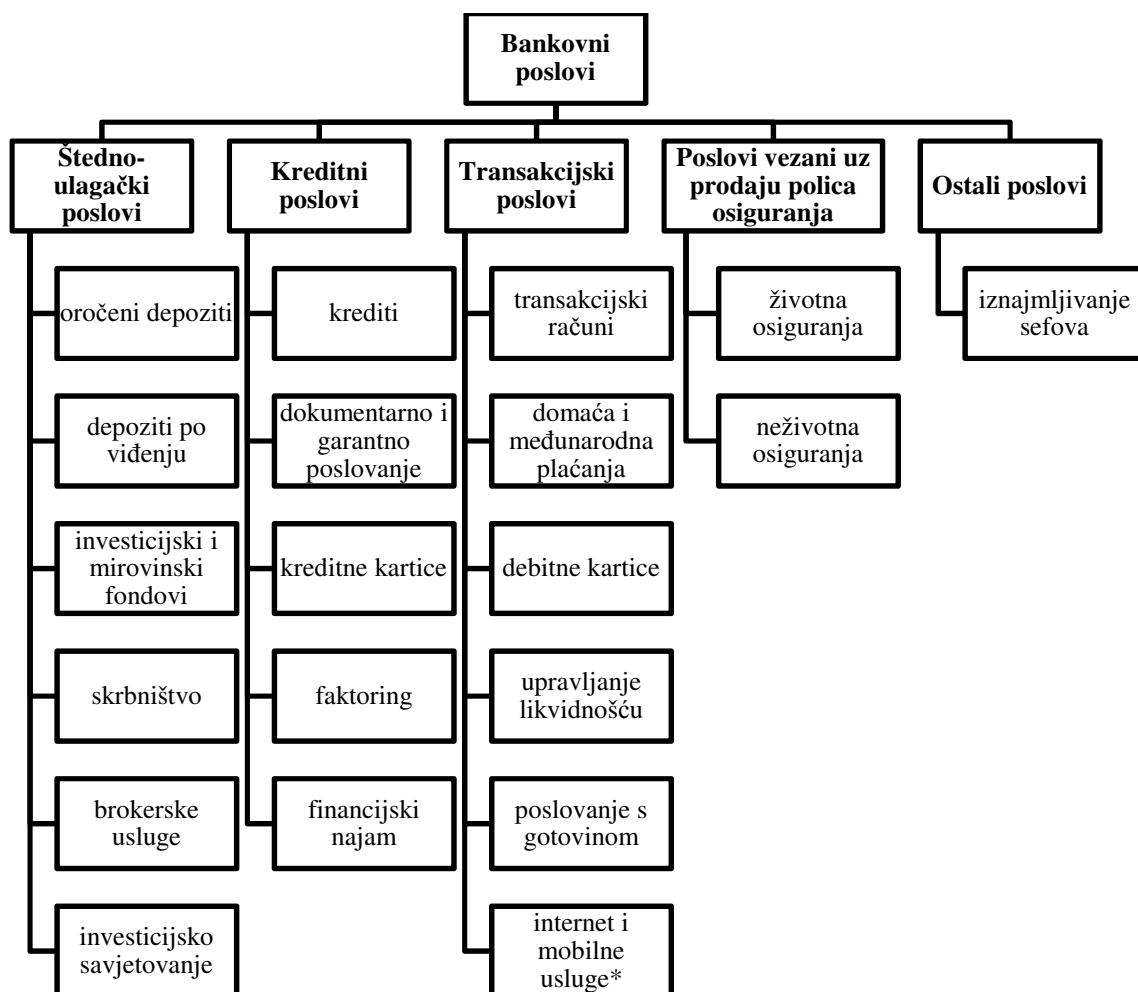 Bankovni
poslovi
Štedno-
ulagački
poslovi
Kreditni
poslovi
Transakcijski
poslovi
Poslovi vezani uz
prodaju polica
osiguranja
Ostali poslovi
oročeni depoziti
depoziti po
viđenju
investicijski i
mirovinski
fondovi
skrbništvo
brokerske
usluge
investicijsko
savjetovanje
krediti
dokumentarno i
garantno
poslovanje
kreditne kartice
faktoring
financijski
najam
transakcijski
računi
domaća i
međunarodna
plaćanja
debitne kartice
upravljanje
likvidnošću
poslovanje s
gotovinom
internet i
mobilne
usluge*
životna
osiguranja
neživotna
osiguranja
iznajmljivanje
sefova